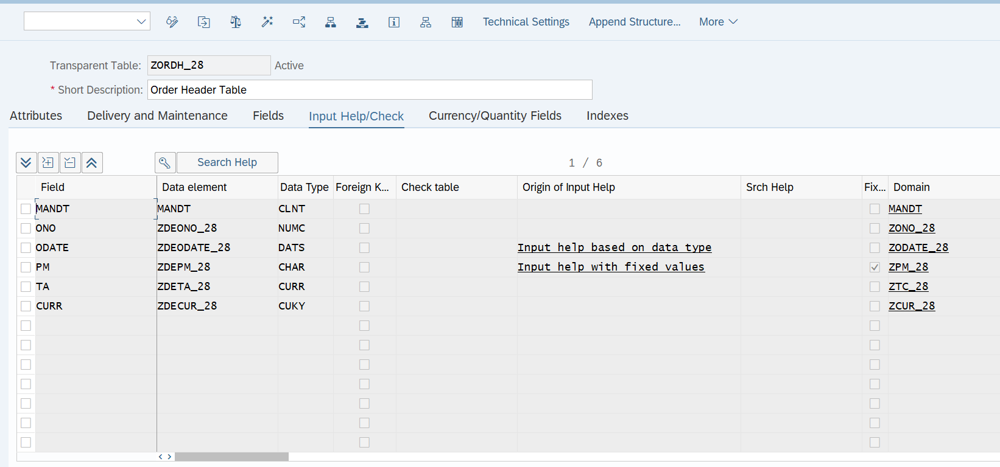 Technical Settings Append Structure... More
Transparent Table: ZORDH_28 Active
* Short Description: Order Header Table
Attributes Delivery and Maintenance Fields Input Help/Check Currency/Quantity Fields Indexes
Search Help 1 / 6
Field Data element Data Type Foreign K... Check table Origin of Input Help Srch Help Fix... Domain
MANDT MANDT CLNT MANDT
ONO ZDEONO_28 NUMC ZONO_28
ODATE ZDEODATE_28 DATS Input help based on data type ZODATE_28
PM ZDEPM_28 CHAR Input help with fixed values ZPM_28
TA ZDETA_28 CURR ZTC_28
CURR ZDECUR_28 CUKY ZCUR_28